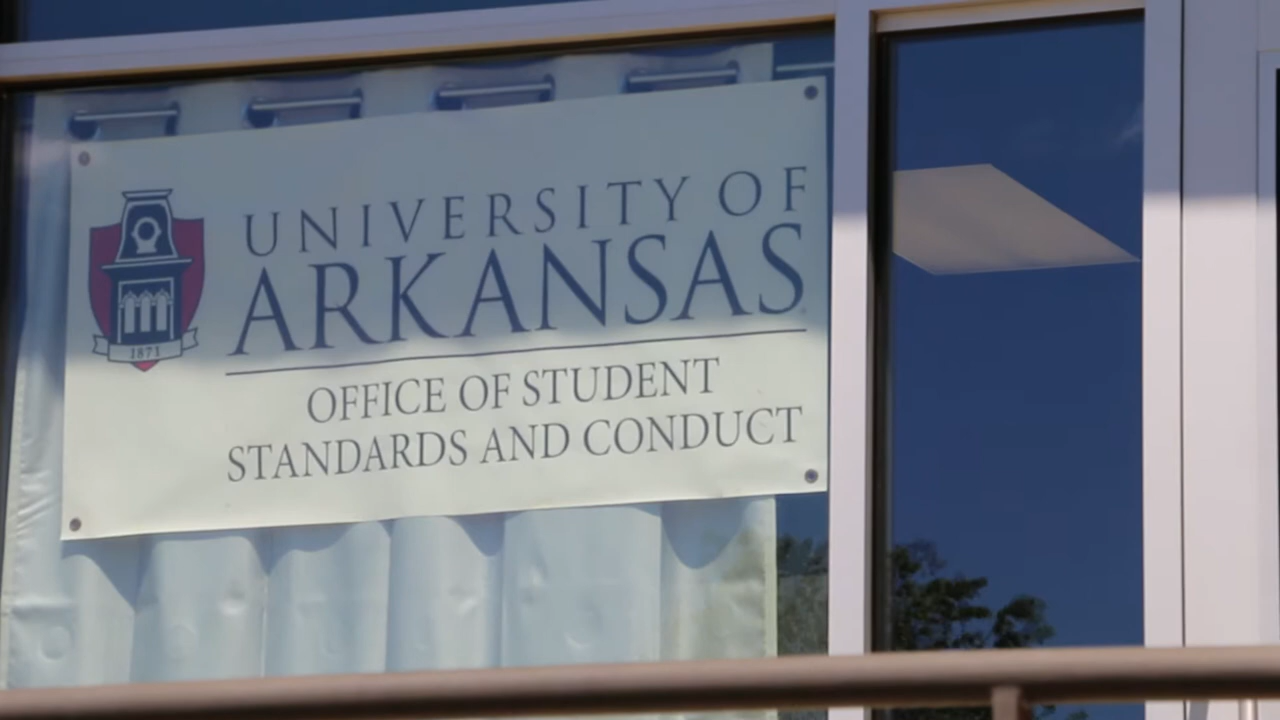 UNIVERSITY OF
ARKANSAS
OFFICE OF STUDENT
STANDARDS AND CONDUCT
1871